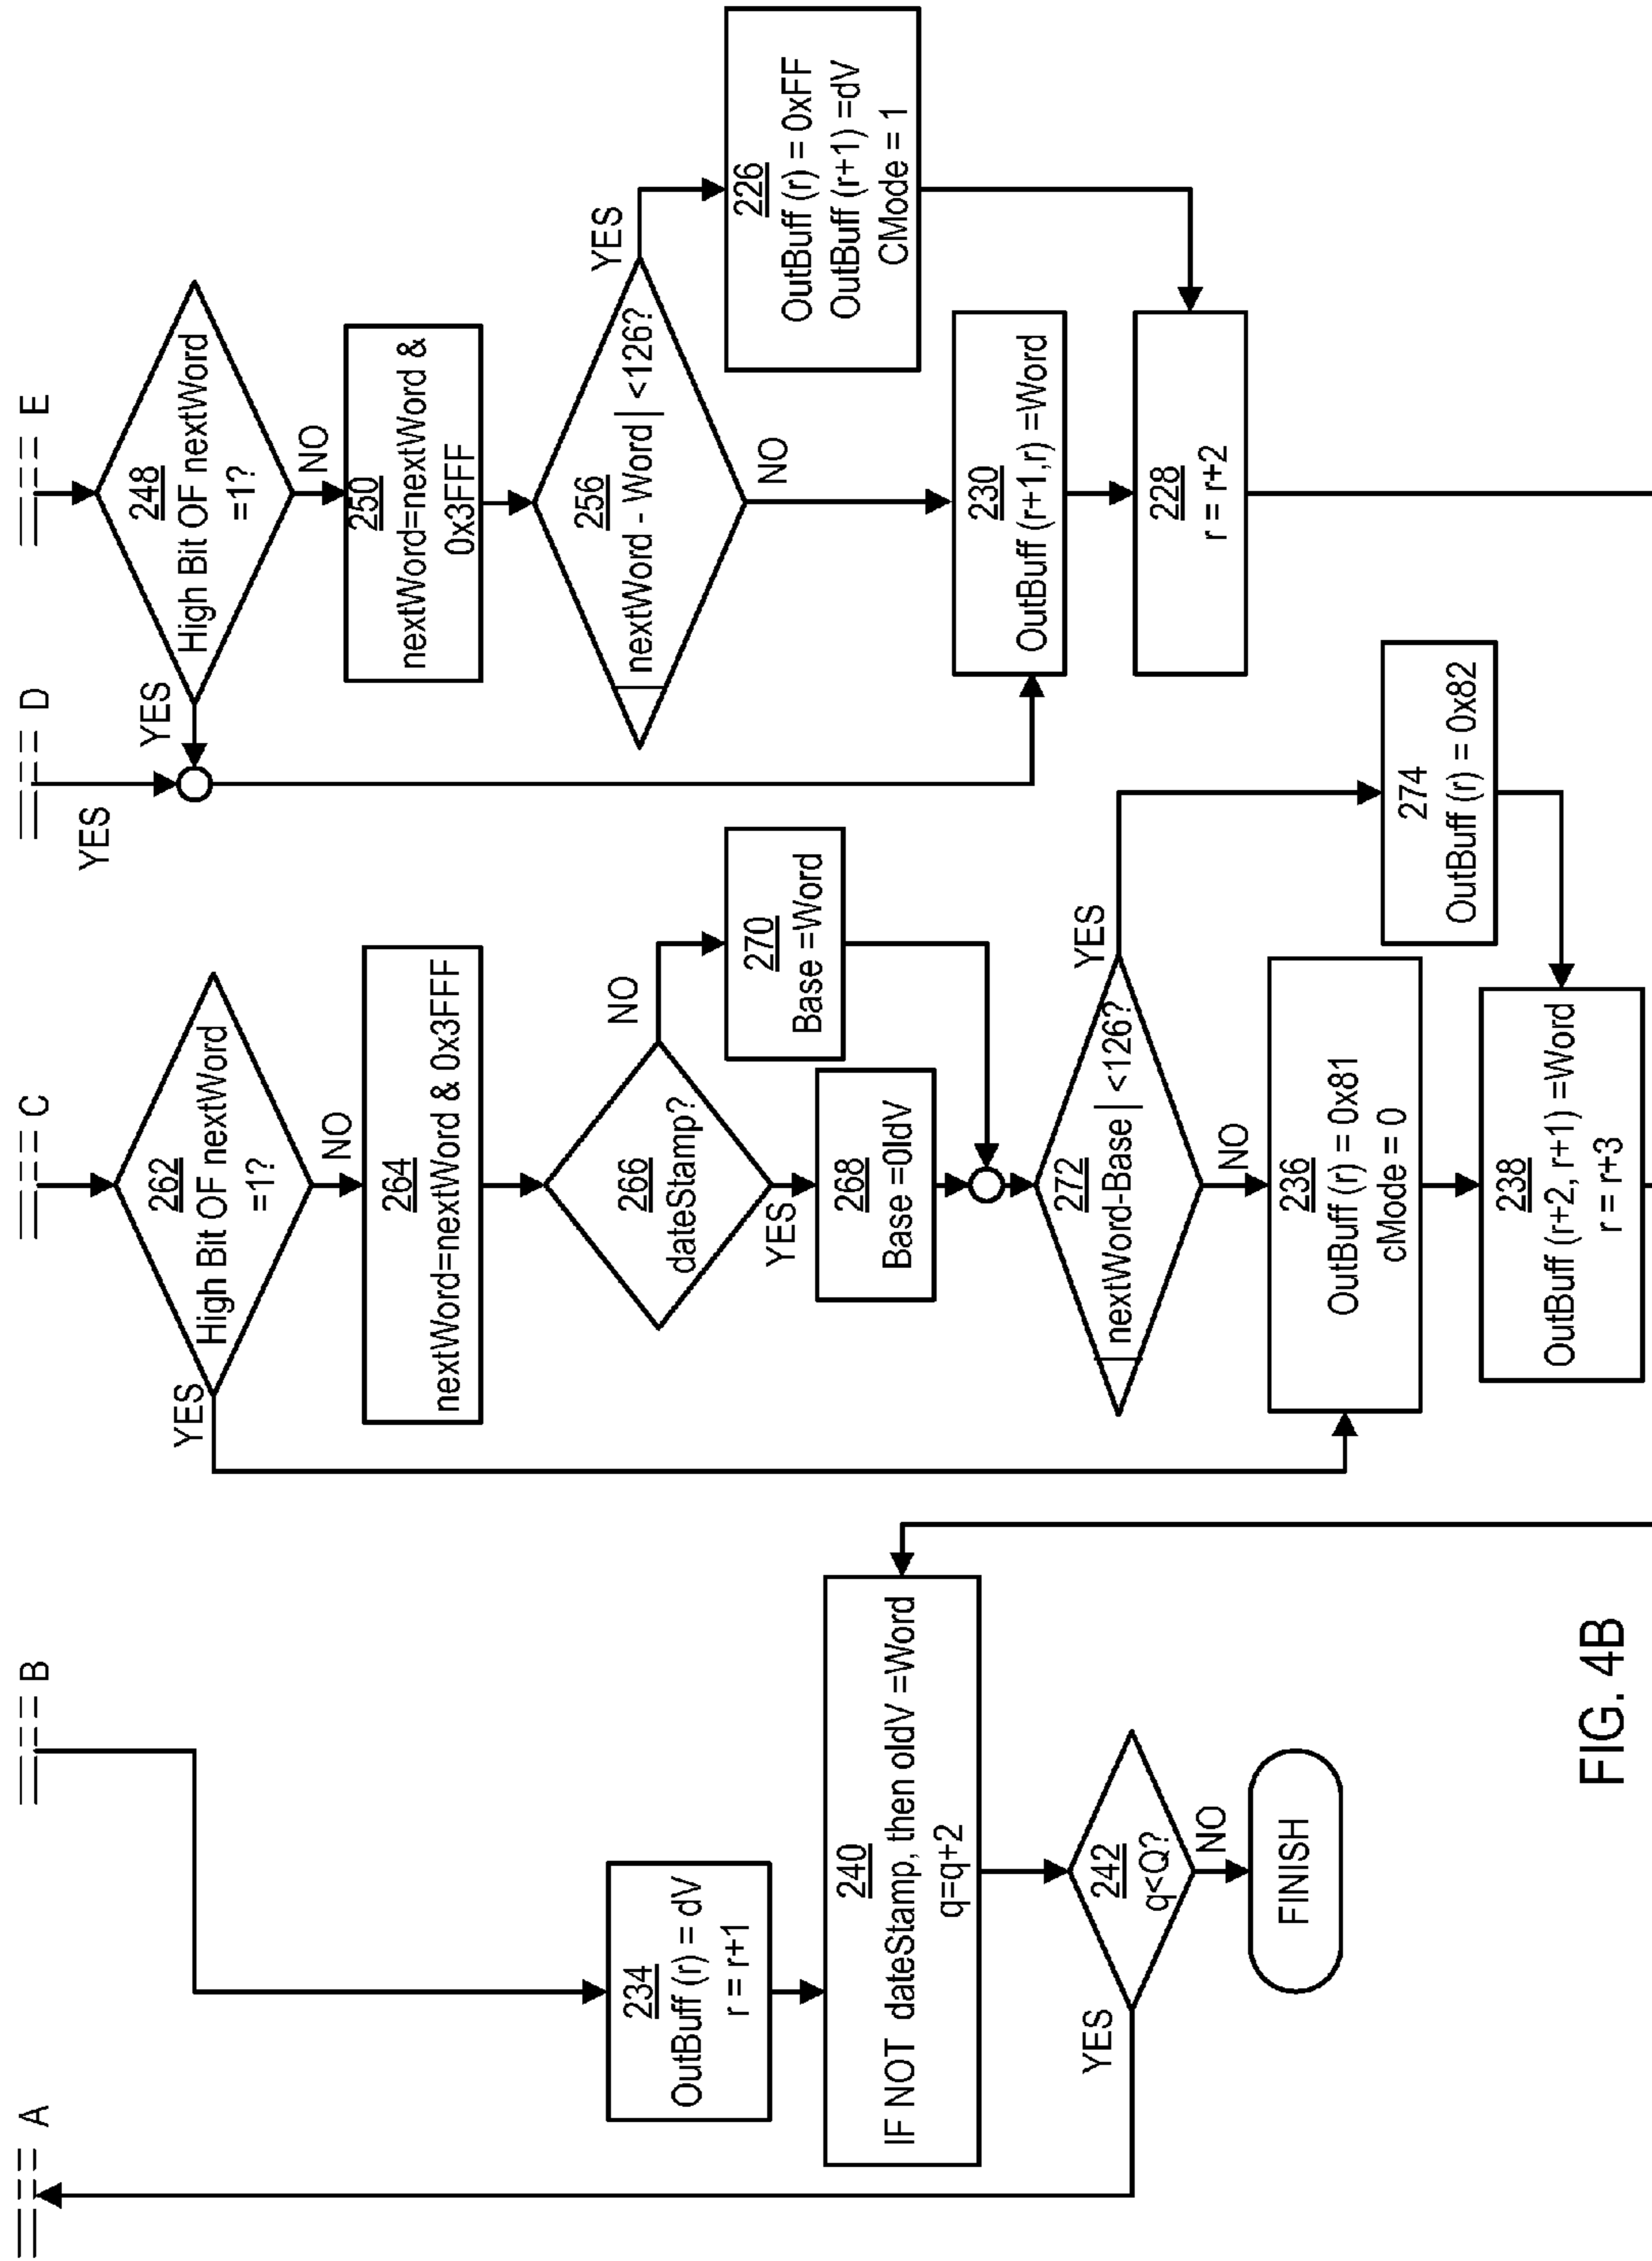 A
B
C
D
E
YES
248
High Bit OF nextWord
=1?
YES
NO
250
nextWord=nextWord &
0x3FFF
256
nextWord - Word | <126?
YES
NO
226
OutBuff (r) = 0xFF
OutBuff (r+1) =dV
CMode = 1
230
OutBuff (r+1,r) =Word
228
r = r+2
262
High Bit OF nextWord
=1?
YES
NO
264
nextWord=nextWord & 0x3FFF
266
dateStamp?
NO
YES
270
Base =Word
268
Base =0ldV
272
nextWord-Base | <126?
YES
NO
274
OutBuff (r) = 0x82
236
OutBuff (r) = 0x81
cMode = 0
238
OutBuff (r+2, r+1) =Word
r = r+3
234
OutBuff (r) = dV
r = r+1
240
IF NOT dateStamp, then oldV =Word
q=q+2
242
q<Q?
YES
NO
FINISH
FIG. 4B